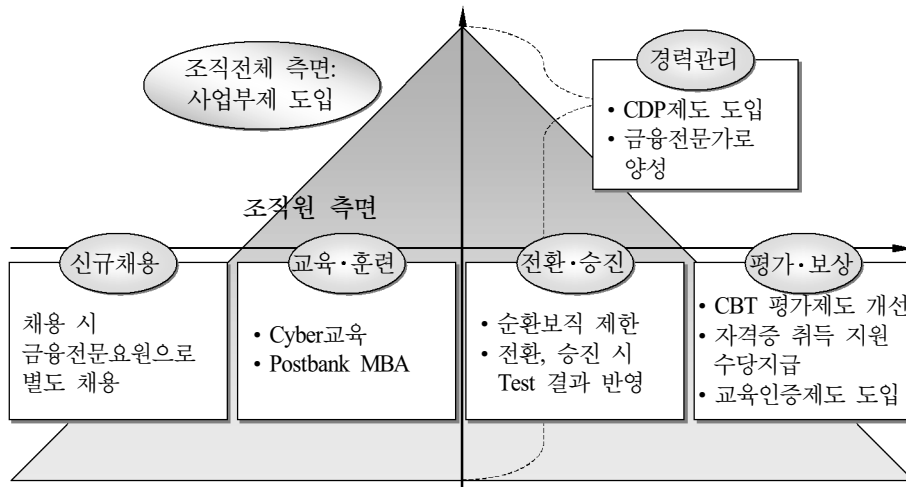 조직전체 측면:
사업부제 도입
경력관리
• CDP제도 도입
• 금융전문가로
양성
조직원 측면
신규채용
채용 시
금융전문요원으로
별도 채용
교육·훈련
• Cyber교육
• Postbank MBA
전환·승진
• 순환보직 제한
• 전환, 승진 시
Test 결과 반영
평가·보상
• CBT 평가제도 개선
• 자격증 취득 지원
수당지급
• 교육인증제도 도입